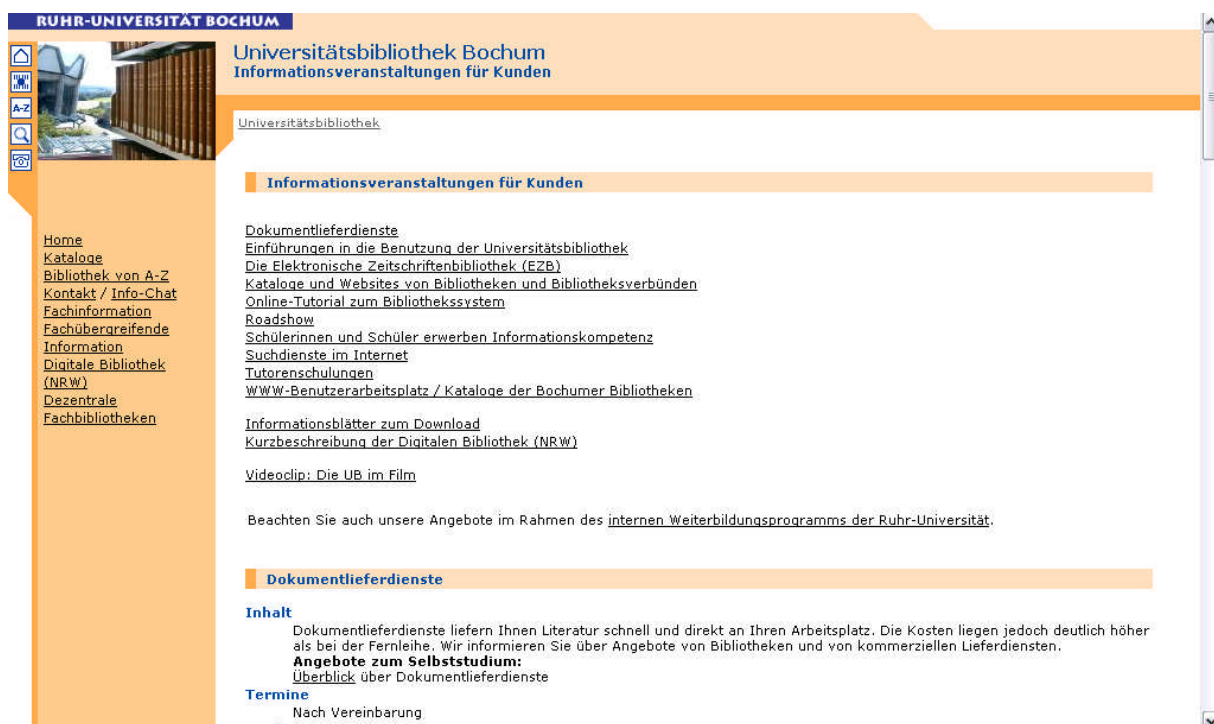 RUHR-UNIVERSITÄT BOCHUM
Universitätsbibliothek Bochum
Informationsveranstaltungen für Kunden
A-Z
Universitätsbibliothek
Home
Kataloge
Bibliothek von A-Z
Kontakt / Info-Chat
Fachinformation
Fachübergreifende
Information
Digitale Bibliothek
(NRW)
Dezentrale
Fachbibliotheken
Informationsveranstaltungen für Kunden
Dokumentlieferdienste
Einführungen in die Benutzung der Universitätsbibliothek
Die Elektronische Zeitschriftenbibliothek (EZB)
Kataloge und Websites von Bibliotheken und Bibliotheksverbünden
Online-Tutorial zum Bibliothekssystem
Roadshow
Schülerinnen und Schüler erwerben Informationskompetenz
Suchdienste im Internet
Tutorenschulungen
WWW-Benutzerarbeitsplatz / Kataloge der Bochumer Bibliotheken
Informationsblätter zum Download
Kurzbeschreibung der Digitalen Bibliothek (NRW)
Videoclip: Die UB im Film
Beachten Sie auch unsere Angebote im Rahmen des internen Weiterbildungsprogramms der Ruhr-Universität.
Dokumentlieferdienste
Inhalt
Dokumentlieferdienste liefern Ihnen Literatur schnell und direkt an Ihren Arbeitsplatz. Die Kosten liegen jedoch deutlich höher
als bei der Fernleihe. Wir informieren Sie über Angebote von Bibliotheken und von kommerziellen Lieferdiensten.
Angebote zum Selbststudium:
Überblick über Dokumentlieferdienste
Termine
Nach Vereinbarung